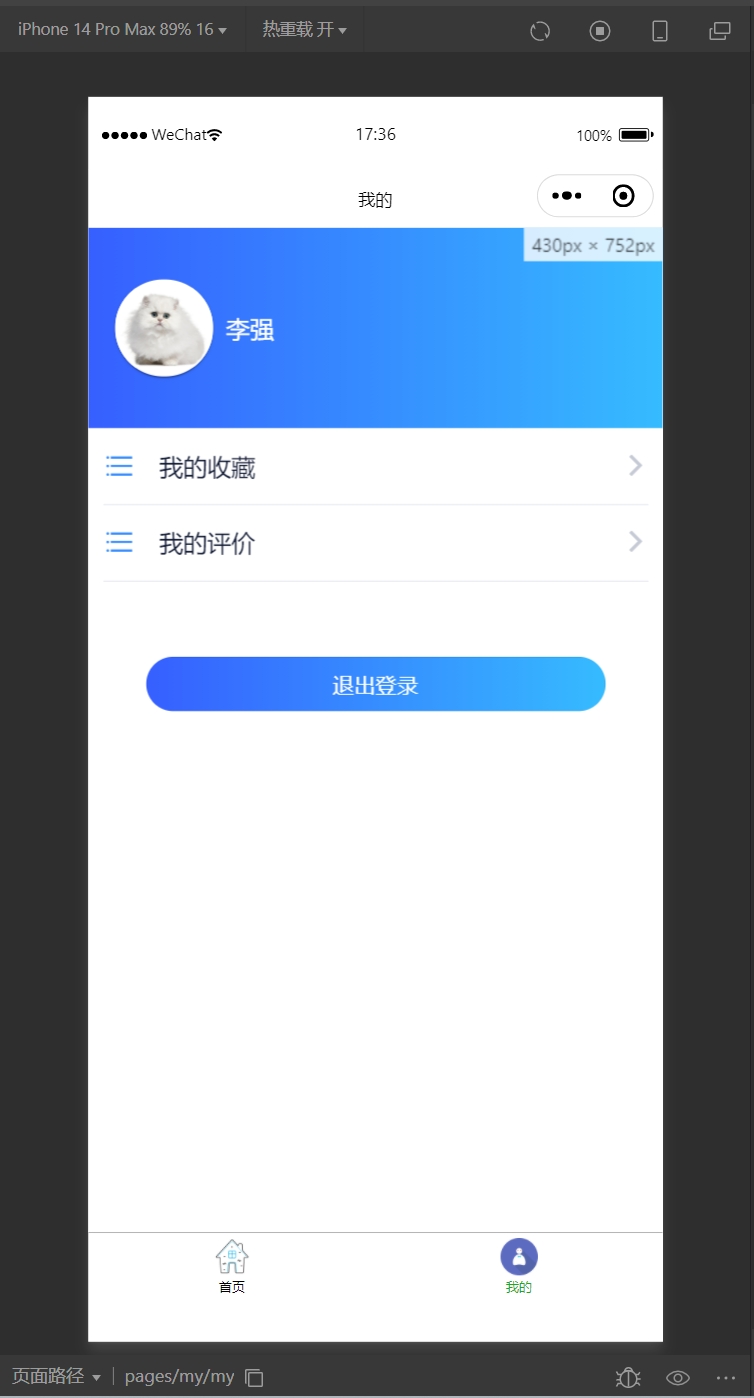 iPhone 14 Pro Max 89% 16 热重载 开
WeChat 17:36 100%
我的
430px × 752px
李强
我的收藏
我的评价
退出登录
首页 我的
页面路径 pages/my/my